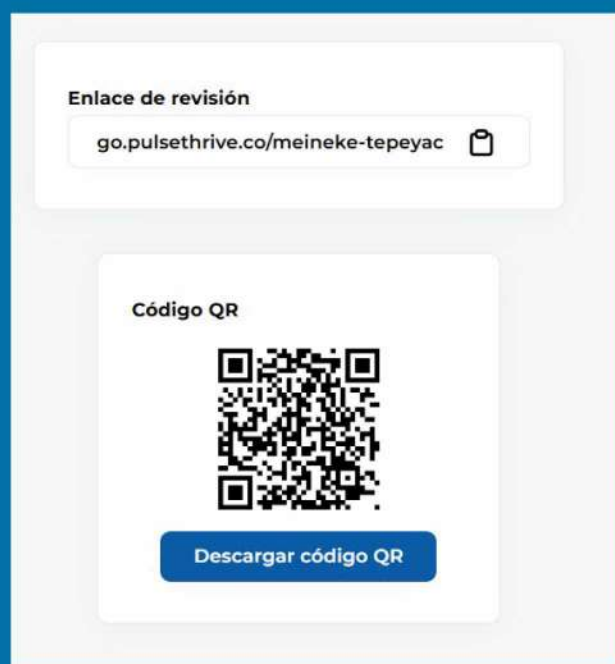 Enlace de revisión
go.pulsethrive.co/meineke-tepeyac
Código QR
Descargar código QR